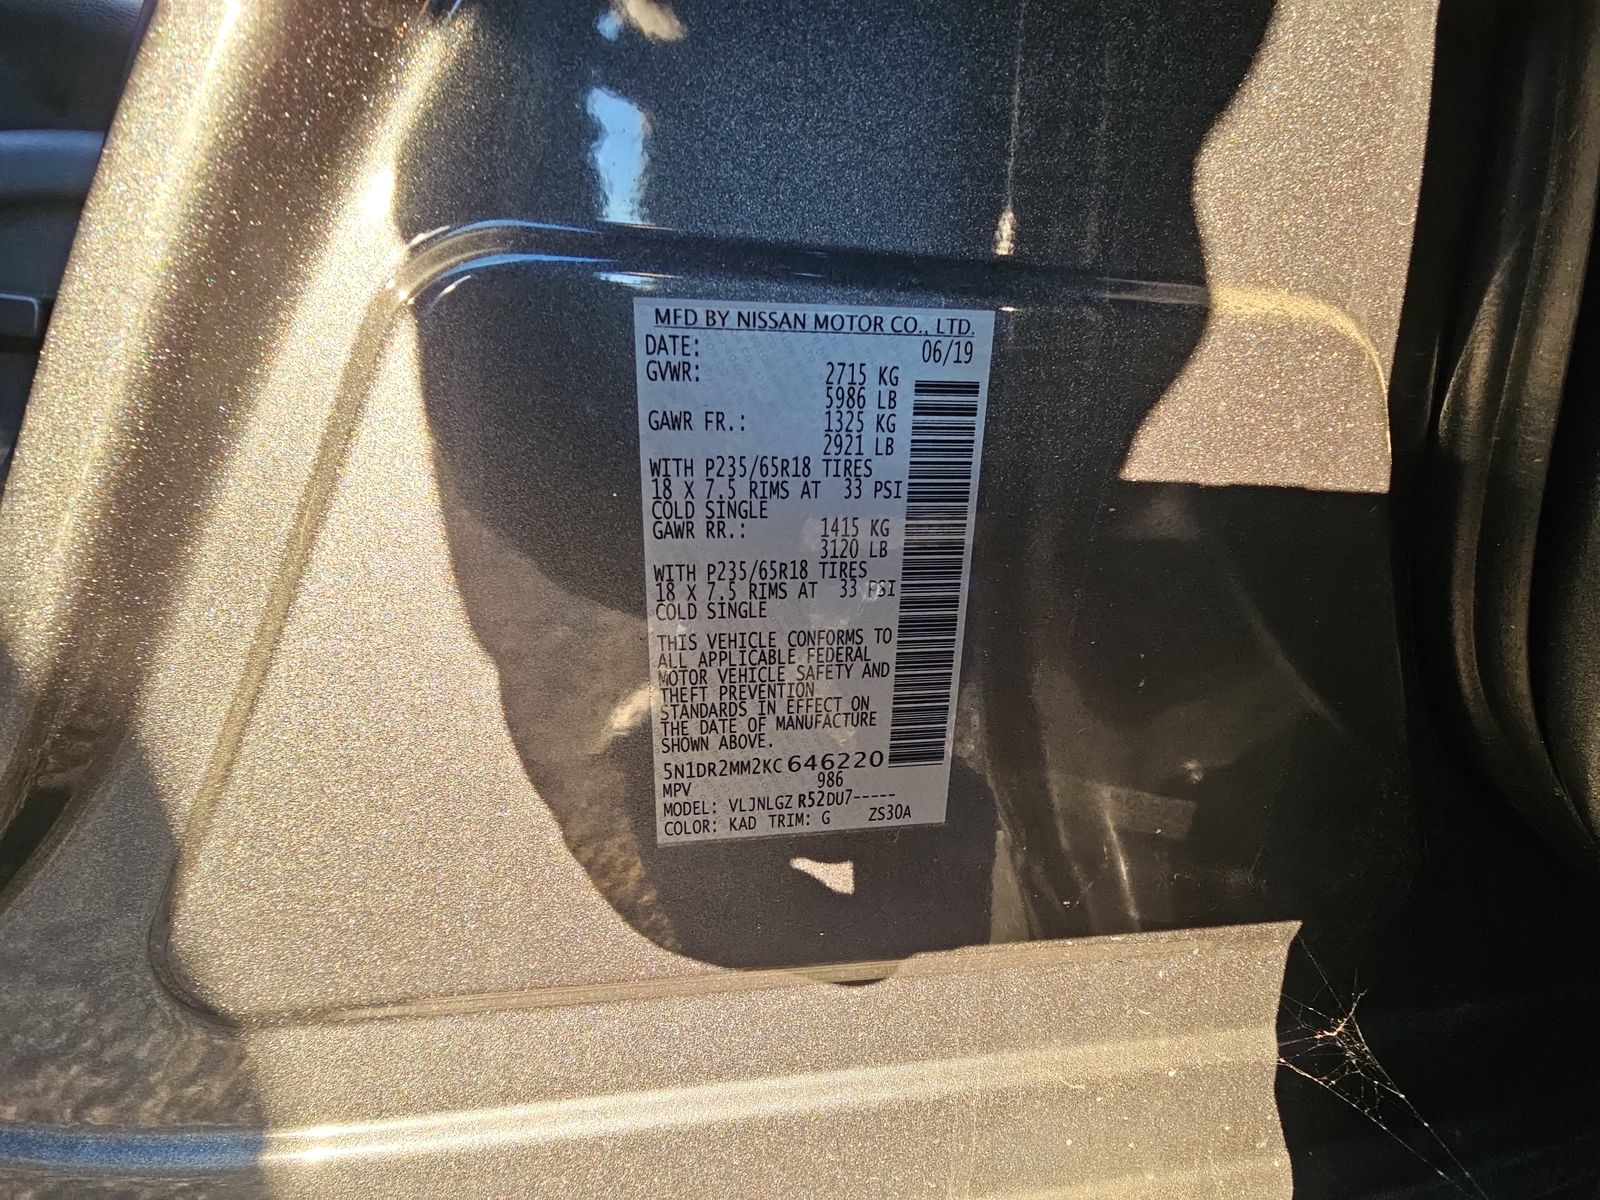 MFD BY NISSAN MOTOR CO., LTD.
DATE: 06/19
GVWR: 2715 KG
5986 LB
GAWR FR.: 1325 KG
2921 LB
WITH P235/65R18 TIRES
18 X 7.5 RIMS AT 33 PSI
COLD SINGLE
GAWR RR.: 1415 KG
3120 LB
WITH P235/65R18 TIRES
18 X 7.5 RIMS AT 33 PSI
COLD SINGLE
THIS VEHICLE CONFORMS TO
ALL APPLICABLE FEDERAL
MOTOR VEHICLE SAFETY AND
THEFT PREVENTION
STANDARDS IN EFFECT ON
THE DATE OF MANUFACTURE
SHOWN ABOVE.
5N1DR2MM2KC646220
MPV 986
MODEL: VLJNLGZ R52DU7-----
COLOR: KAD TRIM: G ZS30A